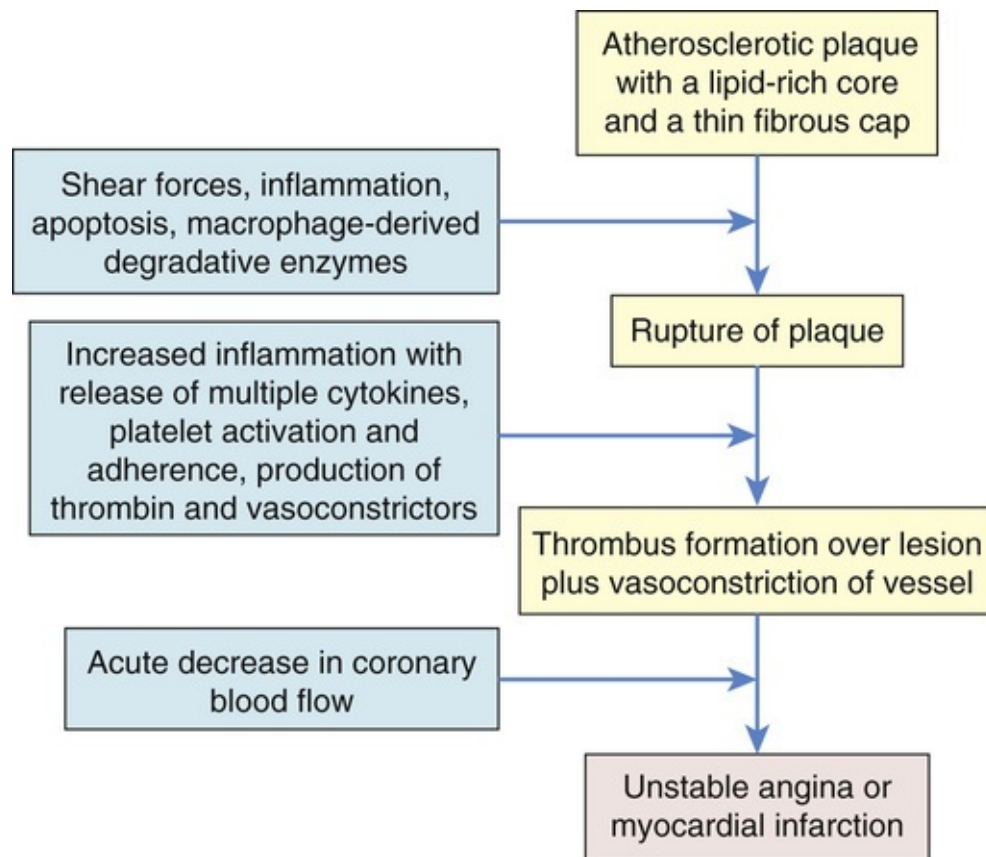 Atherosclerotic plaque
with a lipid-rich core
and a thin fibrous cap
Shear forces, inflammation,
apoptosis, macrophage-derived
degradative enzymes
Rupture of plaque
Increased inflammation with
release of multiple cytokines,
platelet activation and
adherence, production of
thrombin and vasoconstrictors
Thrombus formation over lesion
plus vasoconstriction of vessel
Acute decrease in coronary
blood flow
Unstable angina or
myocardial infarction